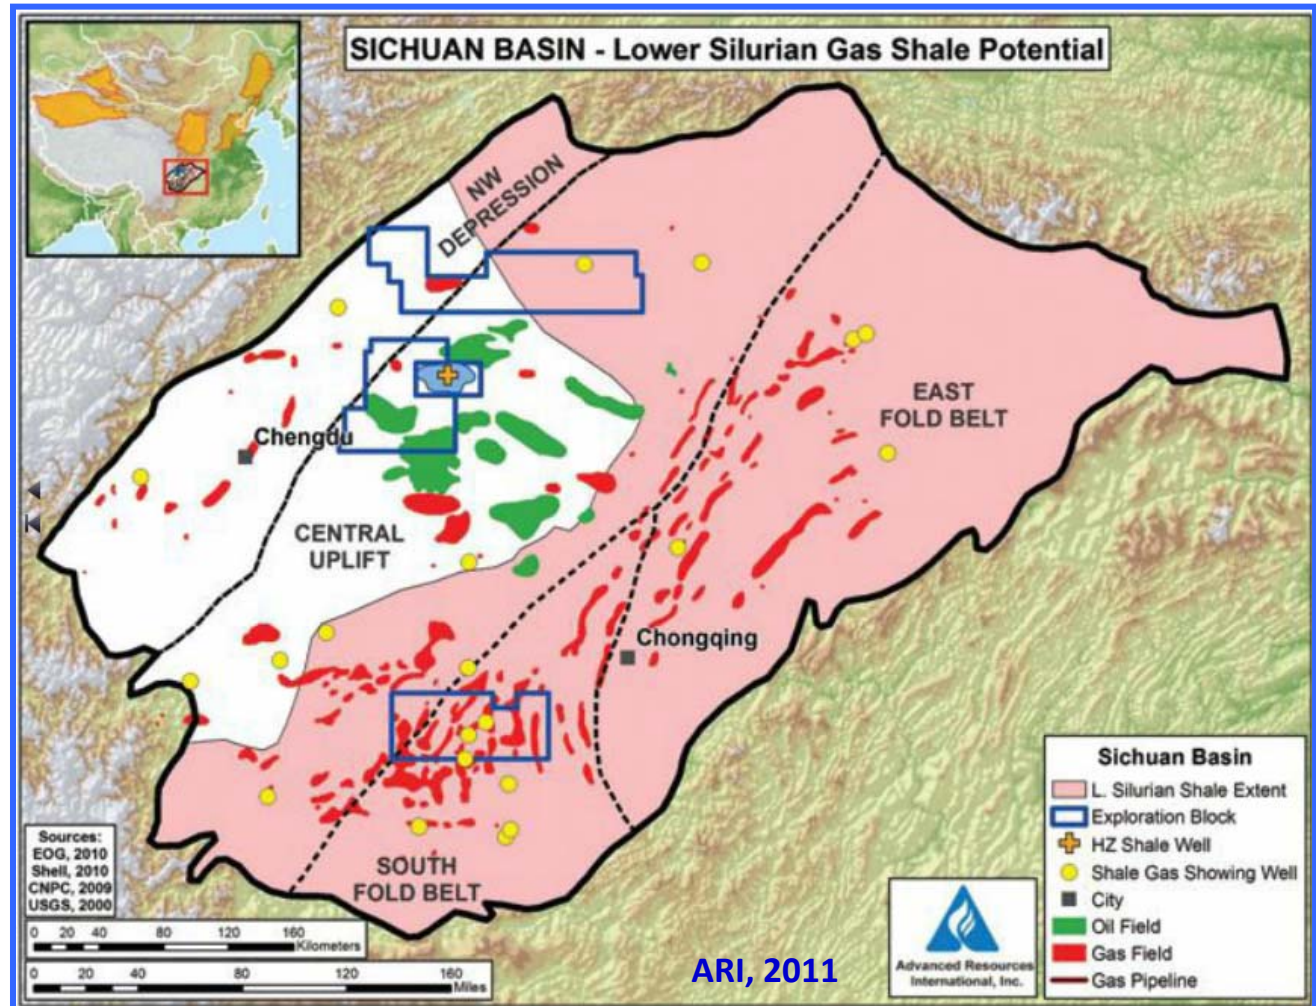 SICHUAN BASIN - Lower Silurian Gas Shale Potential
NW
DEPRESSION
EAST
FOLD BELT
Chengdu
CENTRAL
UPLIFT
Chongqing
SOUTH
FOLD BELT
Sources:
EOG, 2010
Shell, 2010
CNPC, 2009
USGS, 2000
0 20 40 80 120 160
Kilometers
0 20 40 80 120 160
Miles
ARI, 2011
Advanced Resources
International, Inc.
Sichuan Basin
L. Silurian Shale Extent
Exploration Block
HZ Shale Well
Shale Gas Showing Well
City
Oil Field
Gas Field
Gas Pipeline